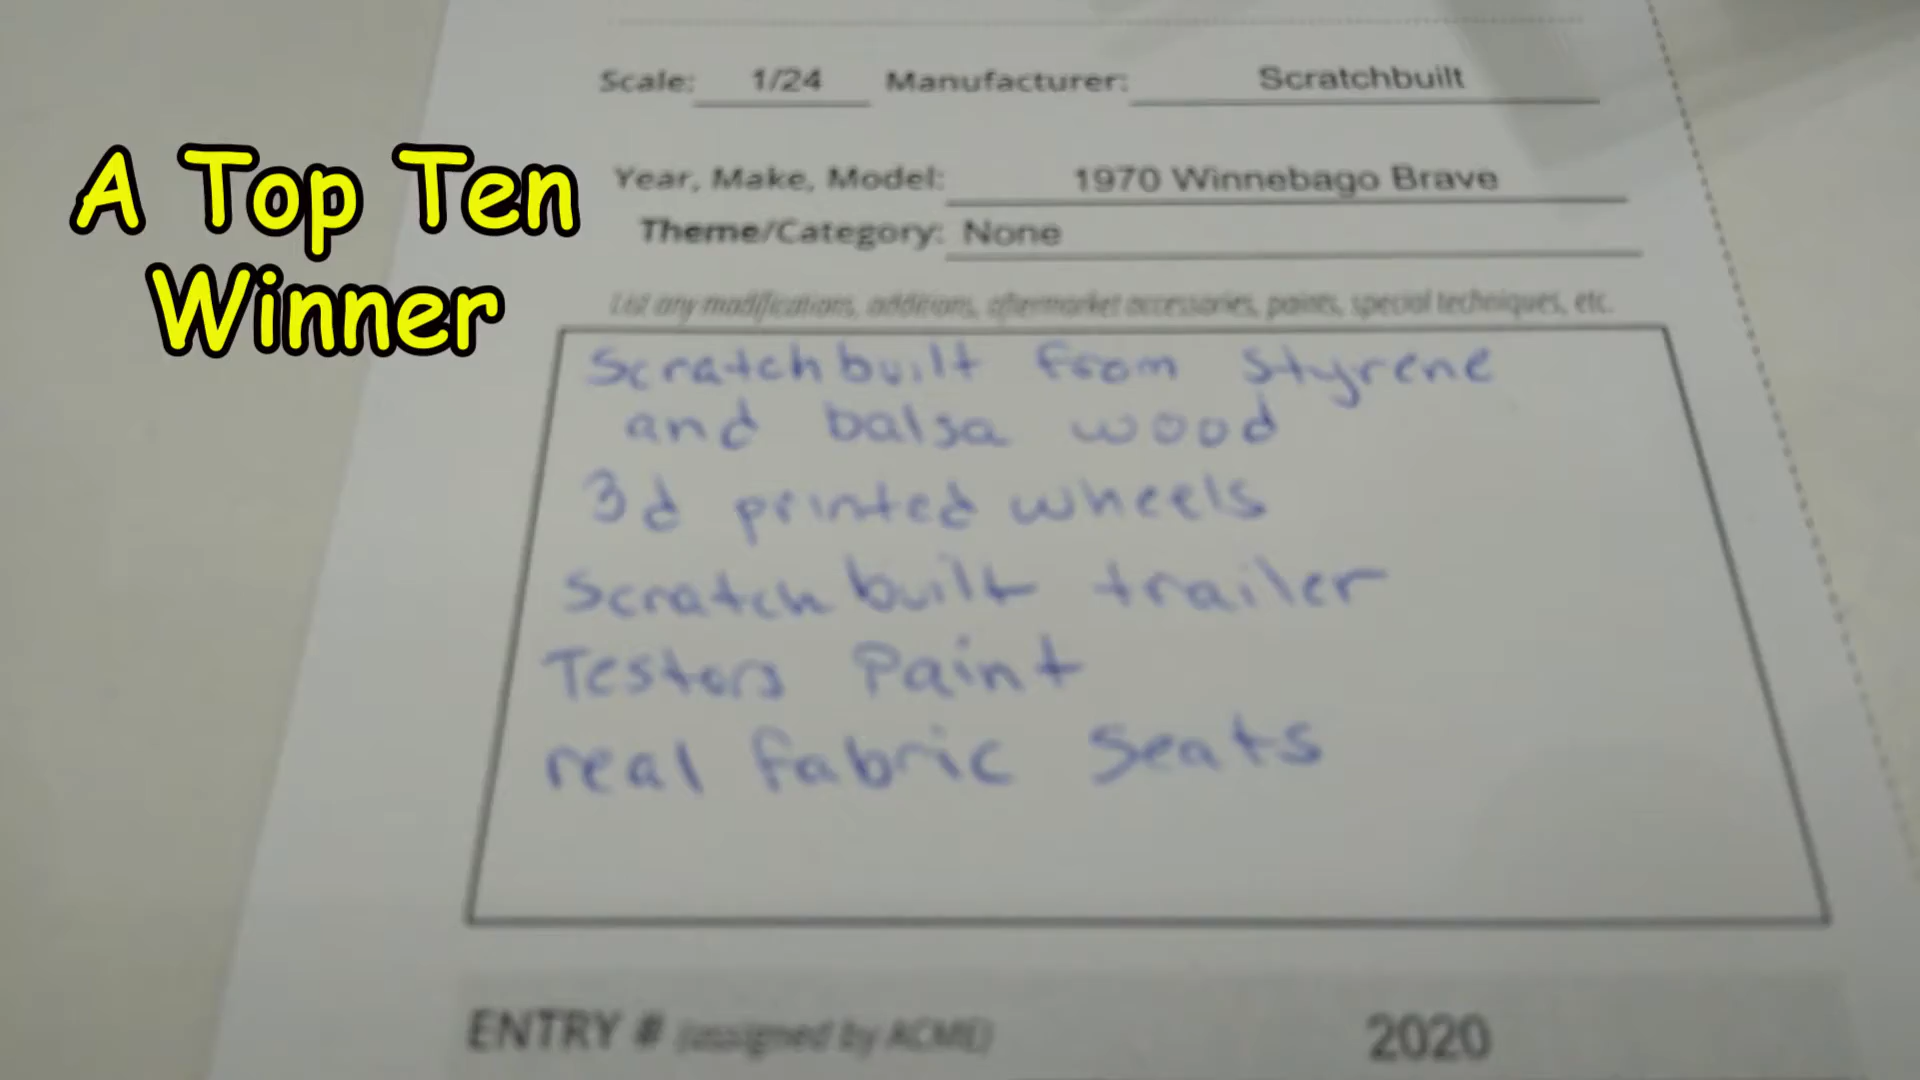 A Top Ten
Winner
Scale: 1/24 Manufacturer: Scratchbuilt
Year, Make, Model: 1970 Winnebago Brave
Theme/Category: None
List any modifications, additions, aftermarket accessories, paints, special techniques, etc.
Scratchbuilt from Styrene
and balsa wood
3d printed wheels
Scratch built trailer
Testors Paint
real fabric Seats
ENTRY # (assigned by ACME) 2020